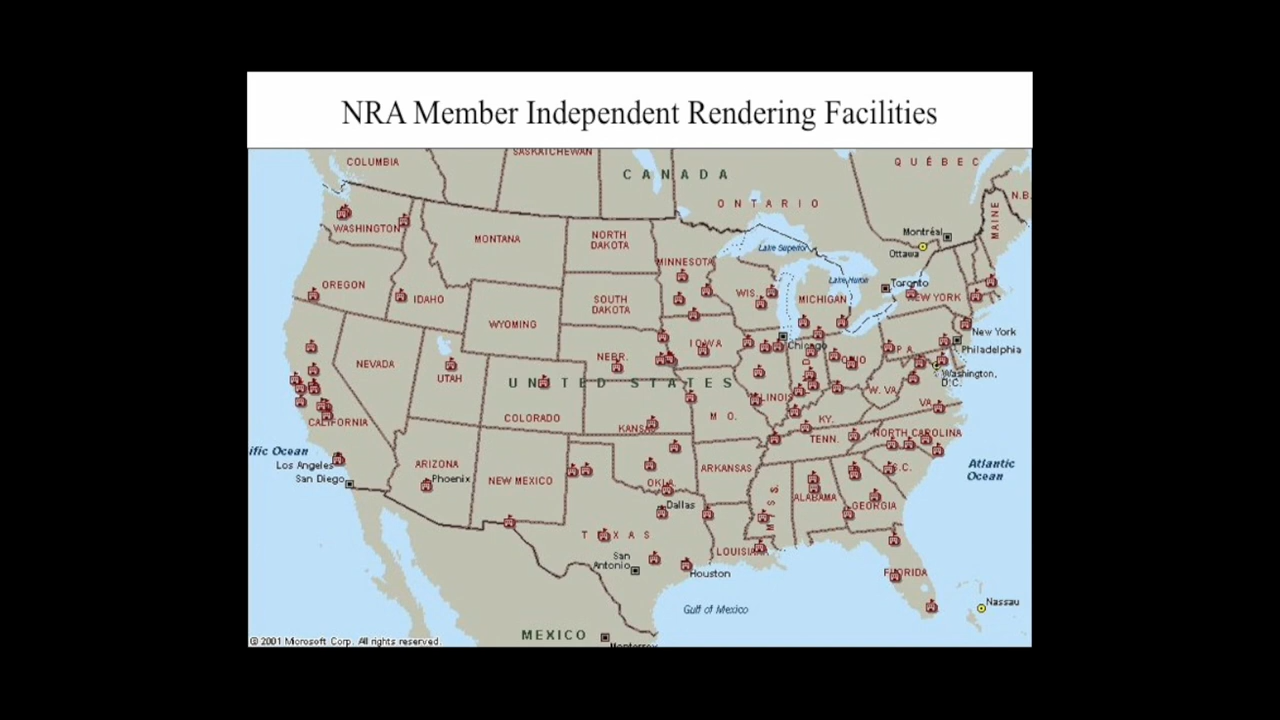 NRA Member Independent Rendering Facilities
COLUMBIA
SASKATCHEWAN
CANADA
QUÉBEC
ONTARIO
N.B.
MAINE
WASHINGTON
MONTANA
NORTH
DAKOTA
MINNESOTA
Lake Superior
Montréal
Ottawa
OREGON
IDAHO
SOUTH
DAKOTA
WIS.
MICHIGAN
Lake Huron
Toronto
NEW YORK
WYOMING
New York
Philadelphia
NEVADA
UTAH
NEBR.
IOWA
Chicago
OHIO
PA.
Washington,
D.C.
UNITED STATES
COLORADO
KANSAS
MO.
ILLINOIS
W. VA.
VA.
KY.
CALIFORNIA
TENN.
NORTH CAROLINA
ific Ocean
Los Angeles
San Diego
ARIZONA
Phoenix
NEW MEXICO
OKLA.
ARKANSAS
S.C.
Atlantic
Ocean
Dallas
MISS.
ALABAMA
GEORGIA
TEXAS
San
Antonio
Houston
LOUISIANA
FLORIDA
Gulf of Mexico
Nassau
MEXICO
Monterrey
© 2001 Microsoft Corp. All rights reserved.